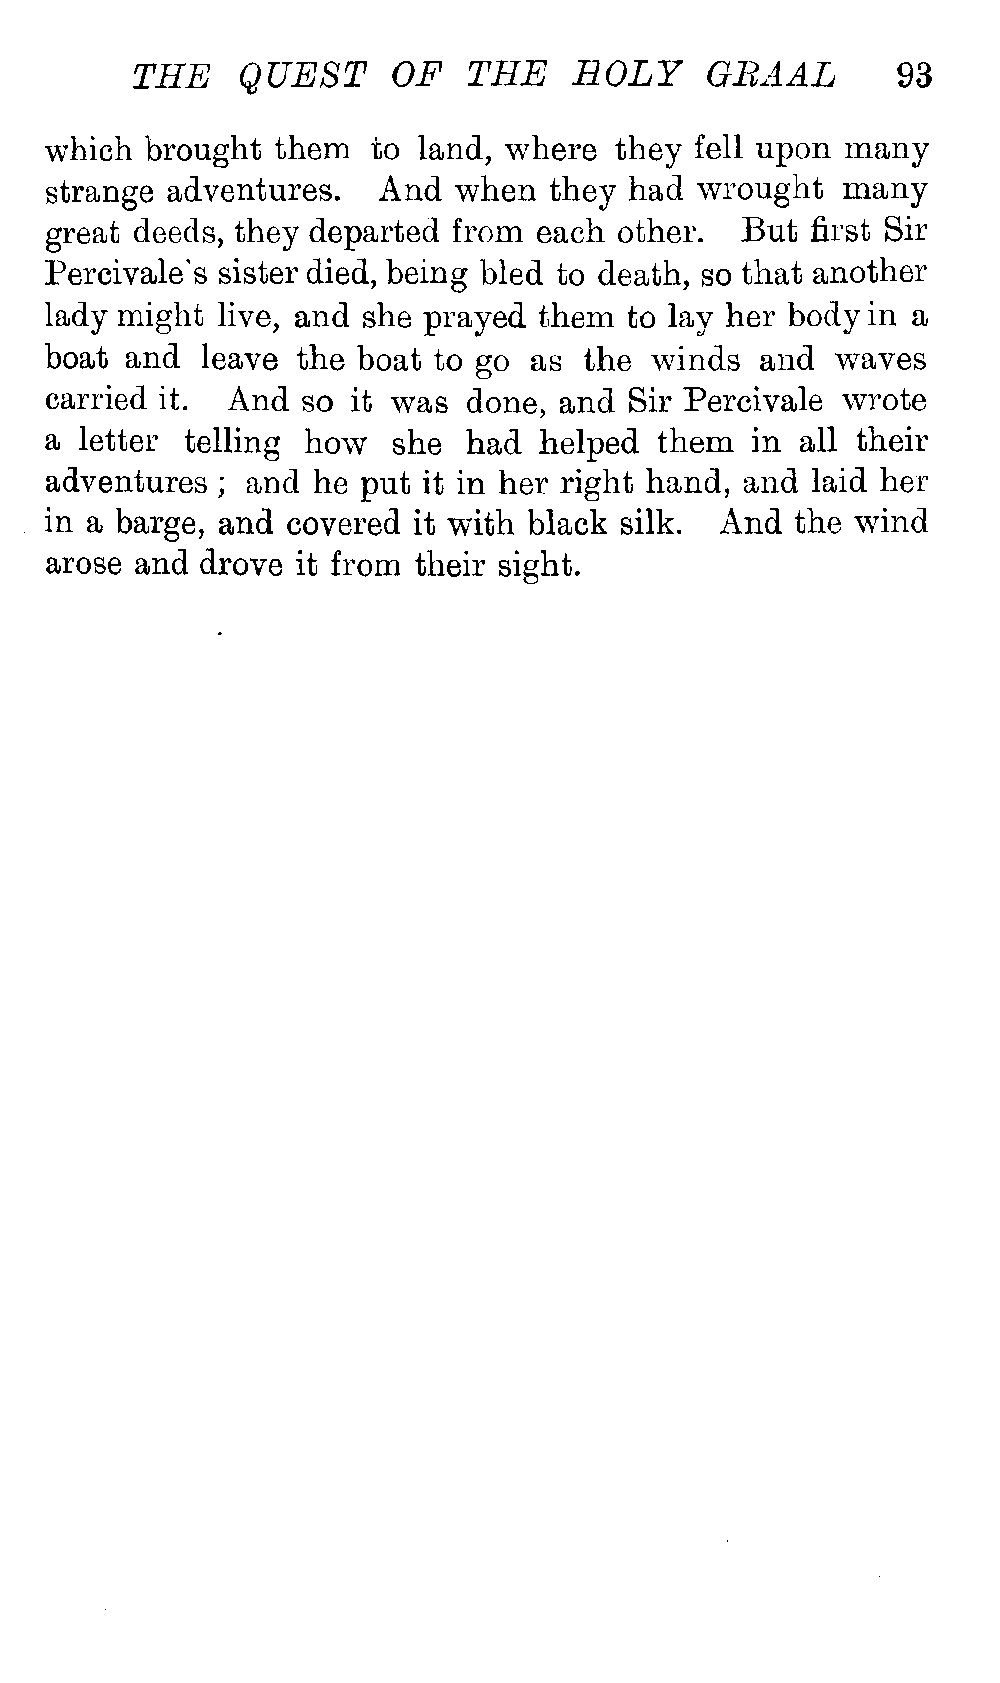 THE QUEST OF THE HOLY GRAAL 93
which brought them to land, where they fell upon many
strange adventures. And when they had wrought many
great deeds, they departed from each other. But first Sir
Percivale's sister died, being bled to death, so that another
lady might live, and she prayed them to lay her body in a
boat and leave the boat to go as the winds and waves
carried it. And so it was done, and Sir Percivale wrote
a letter telling how she had helped them in all their
adventures ; and he put it in her right hand, and laid her
in a barge, and covered it with black silk. And the wind
arose and drove it from their sight.